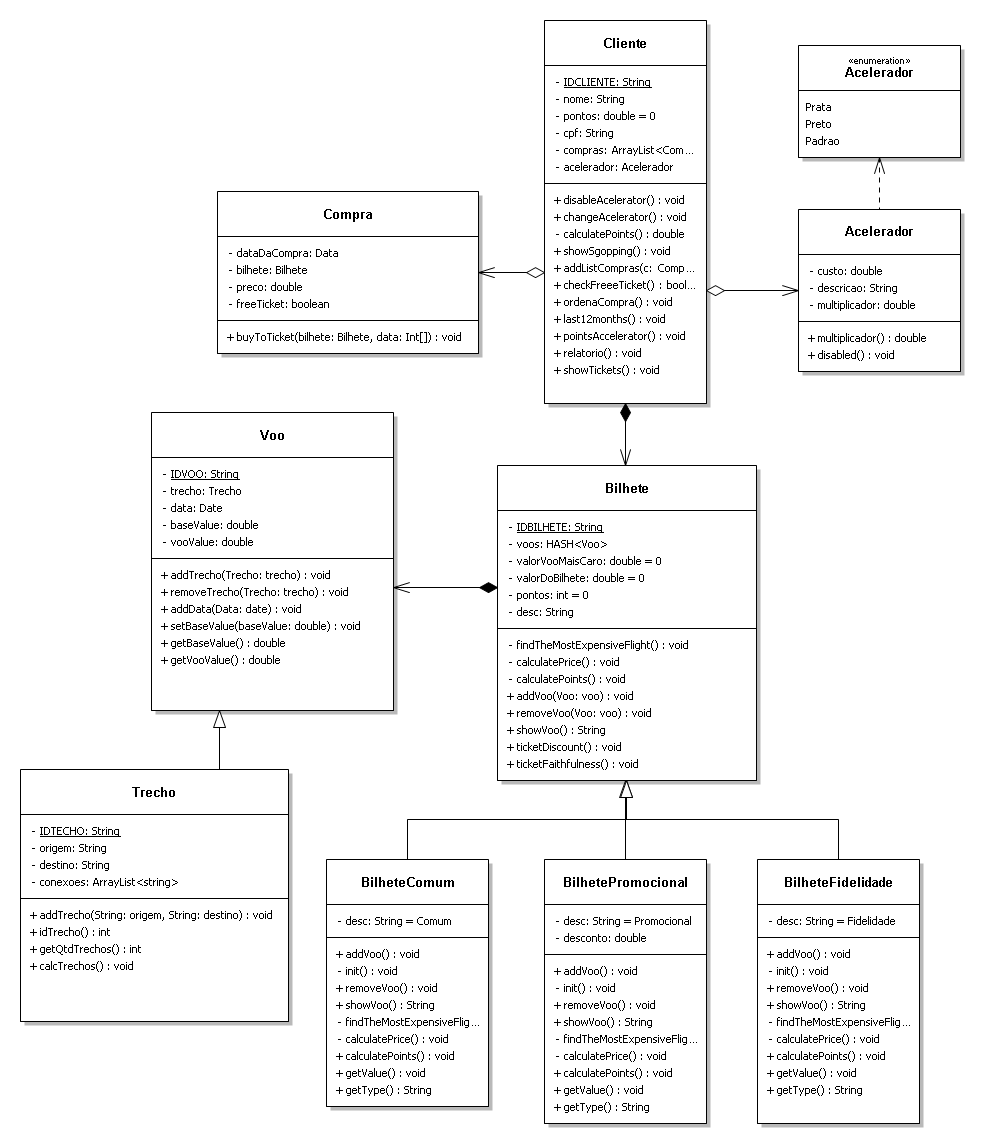 Cliente
- IDCLIENTE: String
- nome: String
- pontos: double = 0
- cpf: String
- compras: ArrayList<Com...
- acelerador: Acelerador
+ disableAcelerator() : void
+ changeAcelerator() : void
- calculatePoints() : double
+ showSgopping() : void
+ addListCompras(c: Comp...
+ checkFreeeTicket() : bool...
+ ordenaCompra() : void
+ last12months() : void
+ pointsAccelerator() : void
+ relatorio() : void
+ showTickets() : void
«enumeration»
Acelerador
Prata
Preto
Padrao
Compra
- dataDaCompra: Data
- bilhete: Bilhete
- preco: double
- freeTicket: boolean
+ buyToTicket(bilhete: Bilhete, data: Int[]) : void
Acelerador
- custo: double
- descricao: String
- multiplicador: double
+ multiplicador() : double
+ disabled() : void
Voo
- IDVOO: String
- trecho: Trecho
- data: Date
- baseValue: double
- vooValue: double
+ addTrecho(Trecho: trecho) : void
+ removeTrecho(Trecho: trecho) : void
+ addData(Data: date) : void
+ setBaseValue(baseValue: double) : void
+ getBaseValue() : double
+ getVooValue() : double
Bilhete
- IDBILHETE: String
- voos: HASH<Voo>
- valorVooMaisCaro: double = 0
- valorDoBilhete: double = 0
- pontos: int = 0
- desc: String
- findTheMostExpensiveFlight() : void
- calculatePrice() : void
- calculatePoints() : void
+ addVoo(Voo: voo) : void
+ removeVoo(Voo: voo) : void
+ showVoo() : String
+ ticketDiscount() : void
+ ticketFaithfulness() : void
Trecho
- IDTECHO: String
- origem: String
- destino: String
- conexoes: ArrayList<string>
+ addTrecho(String: origem, String: destino) : void
+ idTrecho() : int
+ getQtdTrechos() : int
+ calcTrechos() : void
BilheteComum
- desc: String = Comum
+ addVoo() : void
- init() : void
+ removeVoo() : void
+ showVoo() : String
- findTheMostExpensiveFlig...
- calculatePrice() : void
+ calculatePoints() : void
+ getValue() : void
+ getType() : String
BilhetePromocional
- desc: String = Promocional
- desconto: double
+ addVoo() : void
- init() : void
+ removeVoo() : void
+ showVoo() : String
- findTheMostExpensiveFlig...
- calculatePrice() : void
+ calculatePoints() : void
+ getValue() : void
+ getType() : String
BilheteFidelidade
- desc: String = Fidelidade
+ addVoo() : void
- init() : void
+ removeVoo() : void
+ showVoo() : String
- findTheMostExpensiveFlig...
- calculatePrice() : void
+ calculatePoints() : void
+ getValue() : void
+ getType() : String